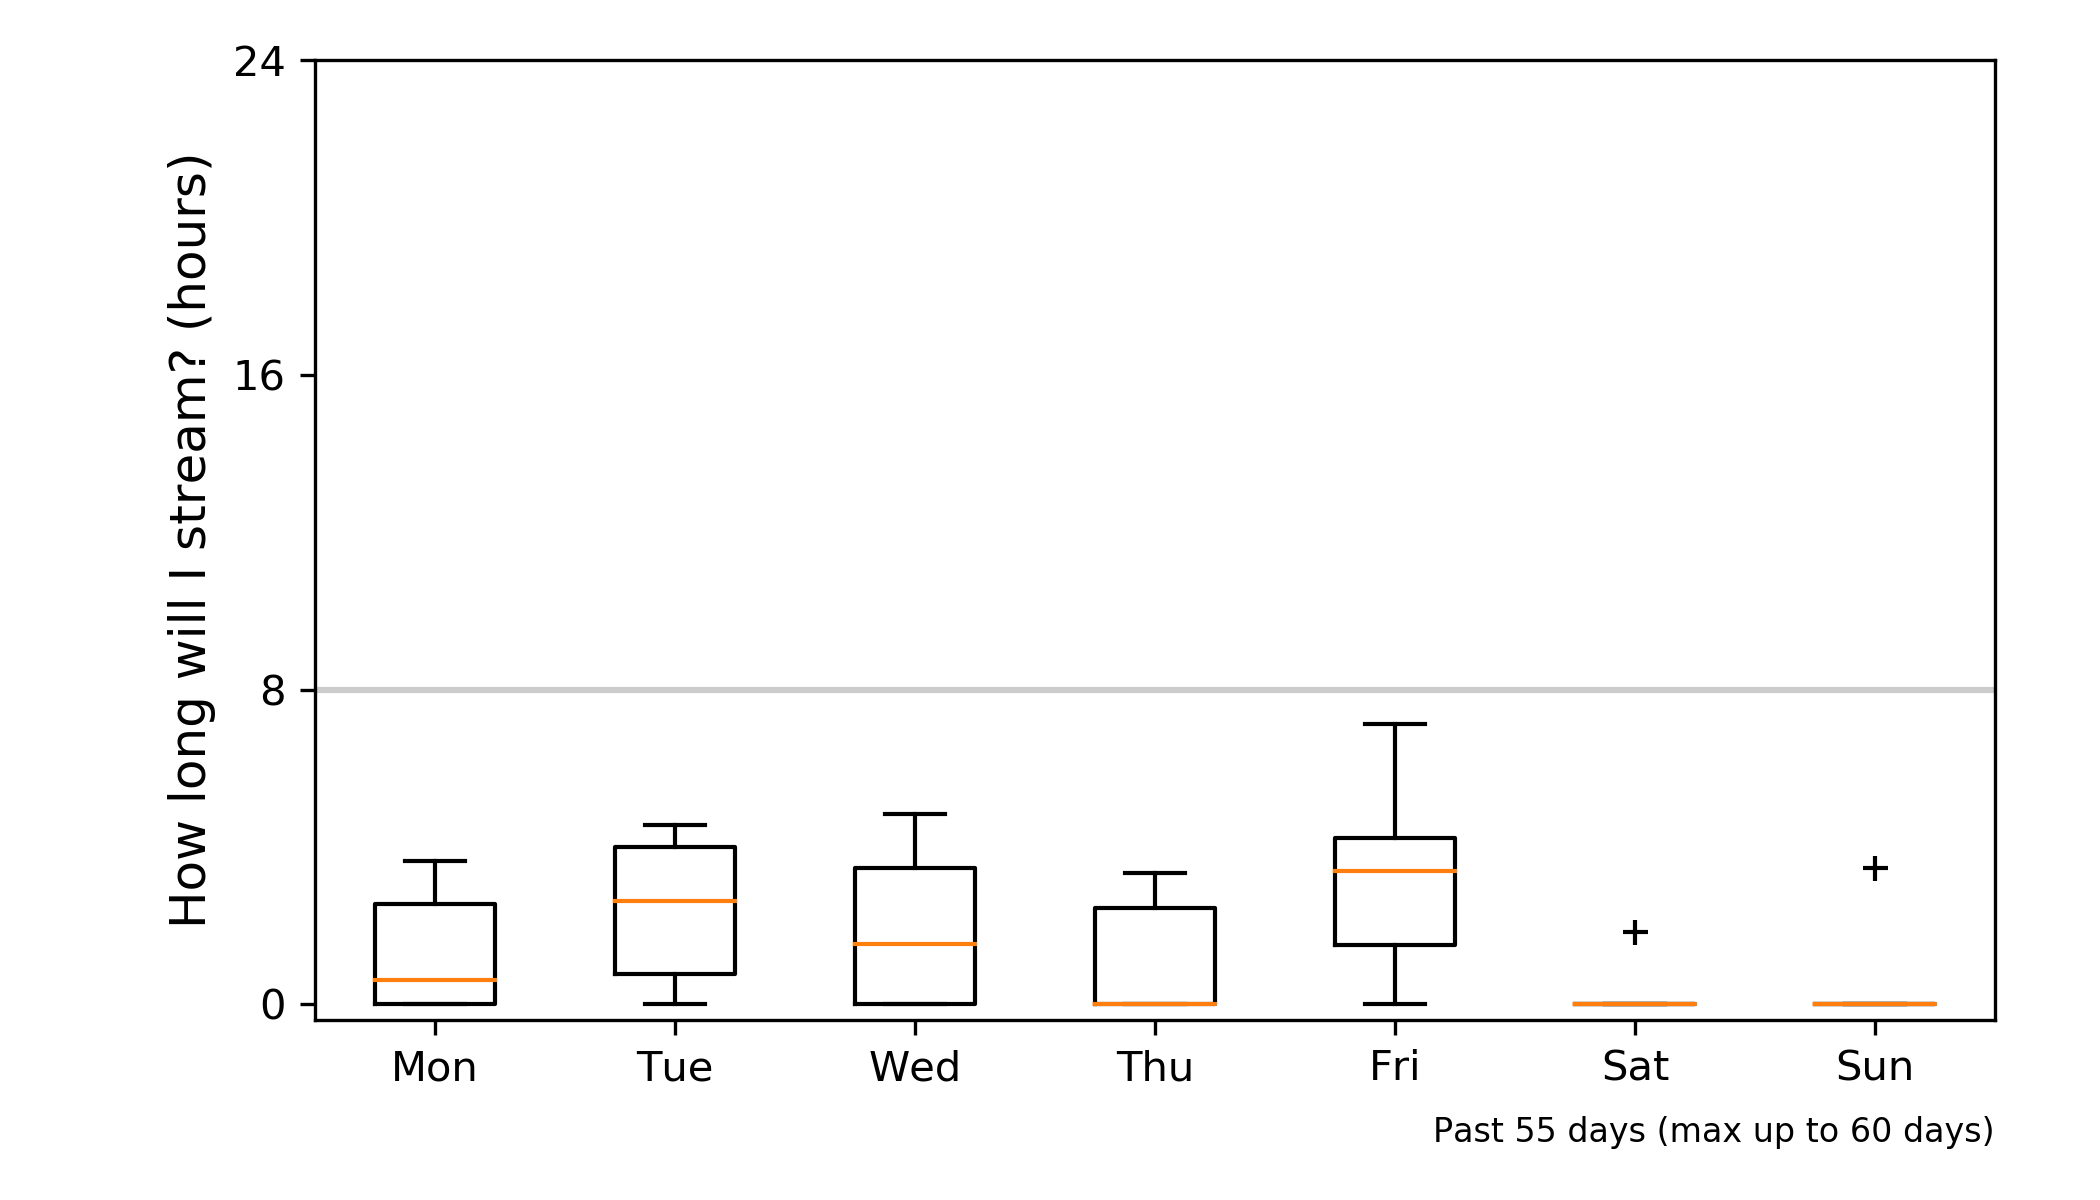 How long will I stream? (hours)
24
16
8
0
Mon Tue Wed Thu Fri Sat Sun
Past 55 days (max up to 60 days)